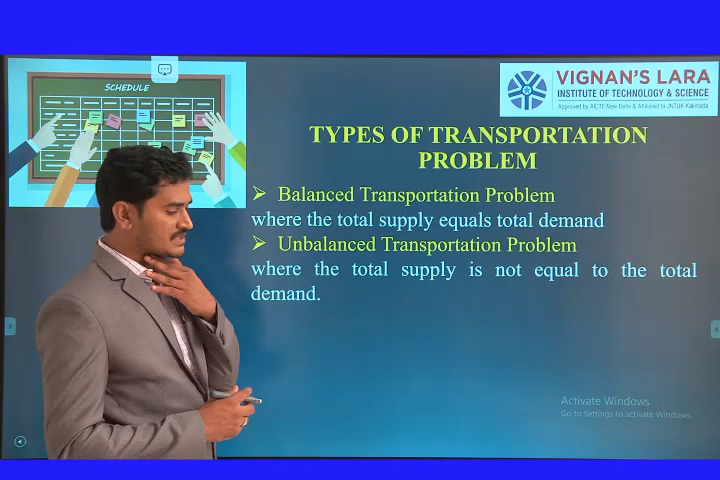 SCHEDULE
VIGNAN'S LARA
INSTITUTE OF TECHNOLOGY & SCIENCE
Approved by AICTE, New Delhi & Affiliated to JNTUK Kakinada
TYPES OF TRANSPORTATION
PROBLEM
➢ Balanced Transportation Problem
where the total supply equals total demand
➢ Unbalanced Transportation Problem
where the total supply is not equal to the total
demand.
Activate Windows
Go to Settings to activate Windows.